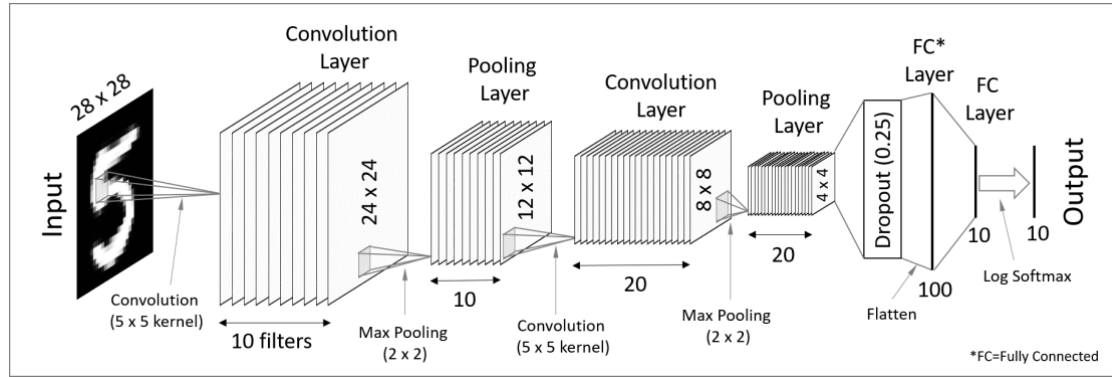 Input
28 x 28
Convolution
(5 x 5 kernel)
Convolution
Layer
24 x 24
10 filters
Max Pooling
(2 x 2)
Pooling
Layer
12 x 12
10
Convolution
(5 x 5 kernel)
Convolution
Layer
8 x 8
20
Max Pooling
(2 x 2)
Pooling
Layer
4 x 4
20
Dropout (0.25)
Flatten
FC*
Layer
100
FC
Layer
10
Log Softmax
10
Output
*FC=Fully Connected
5